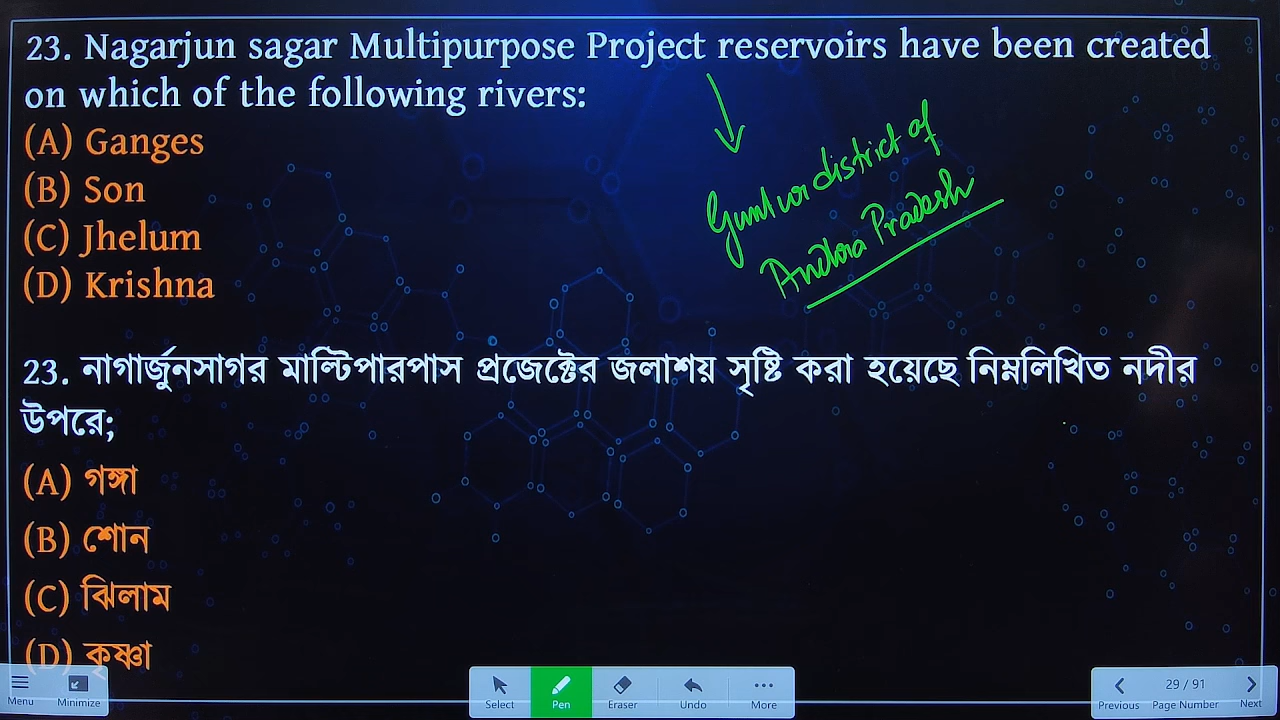 23. Nagarjun sagar Multipurpose Project reservoirs have been created
on which of the following rivers:
(A) Ganges
(B) Son
(C) Jhelum
(D) Krishna
Guntur district of
Andhra Pradesh
23. নাগার্জুনসাগর মাল্টিপারপাস প্রজেক্টের জলাশয় সৃষ্টি করা হয়েছে নিম্নলিখিত নদীর
উপরে;
(A) গঙ্গা
(B) শোন
(C) ঝিলাম
(D) কৃষ্ণা
Menu Minimize Select Pen Eraser Undo More Previous 29 / 91 Page Number Next